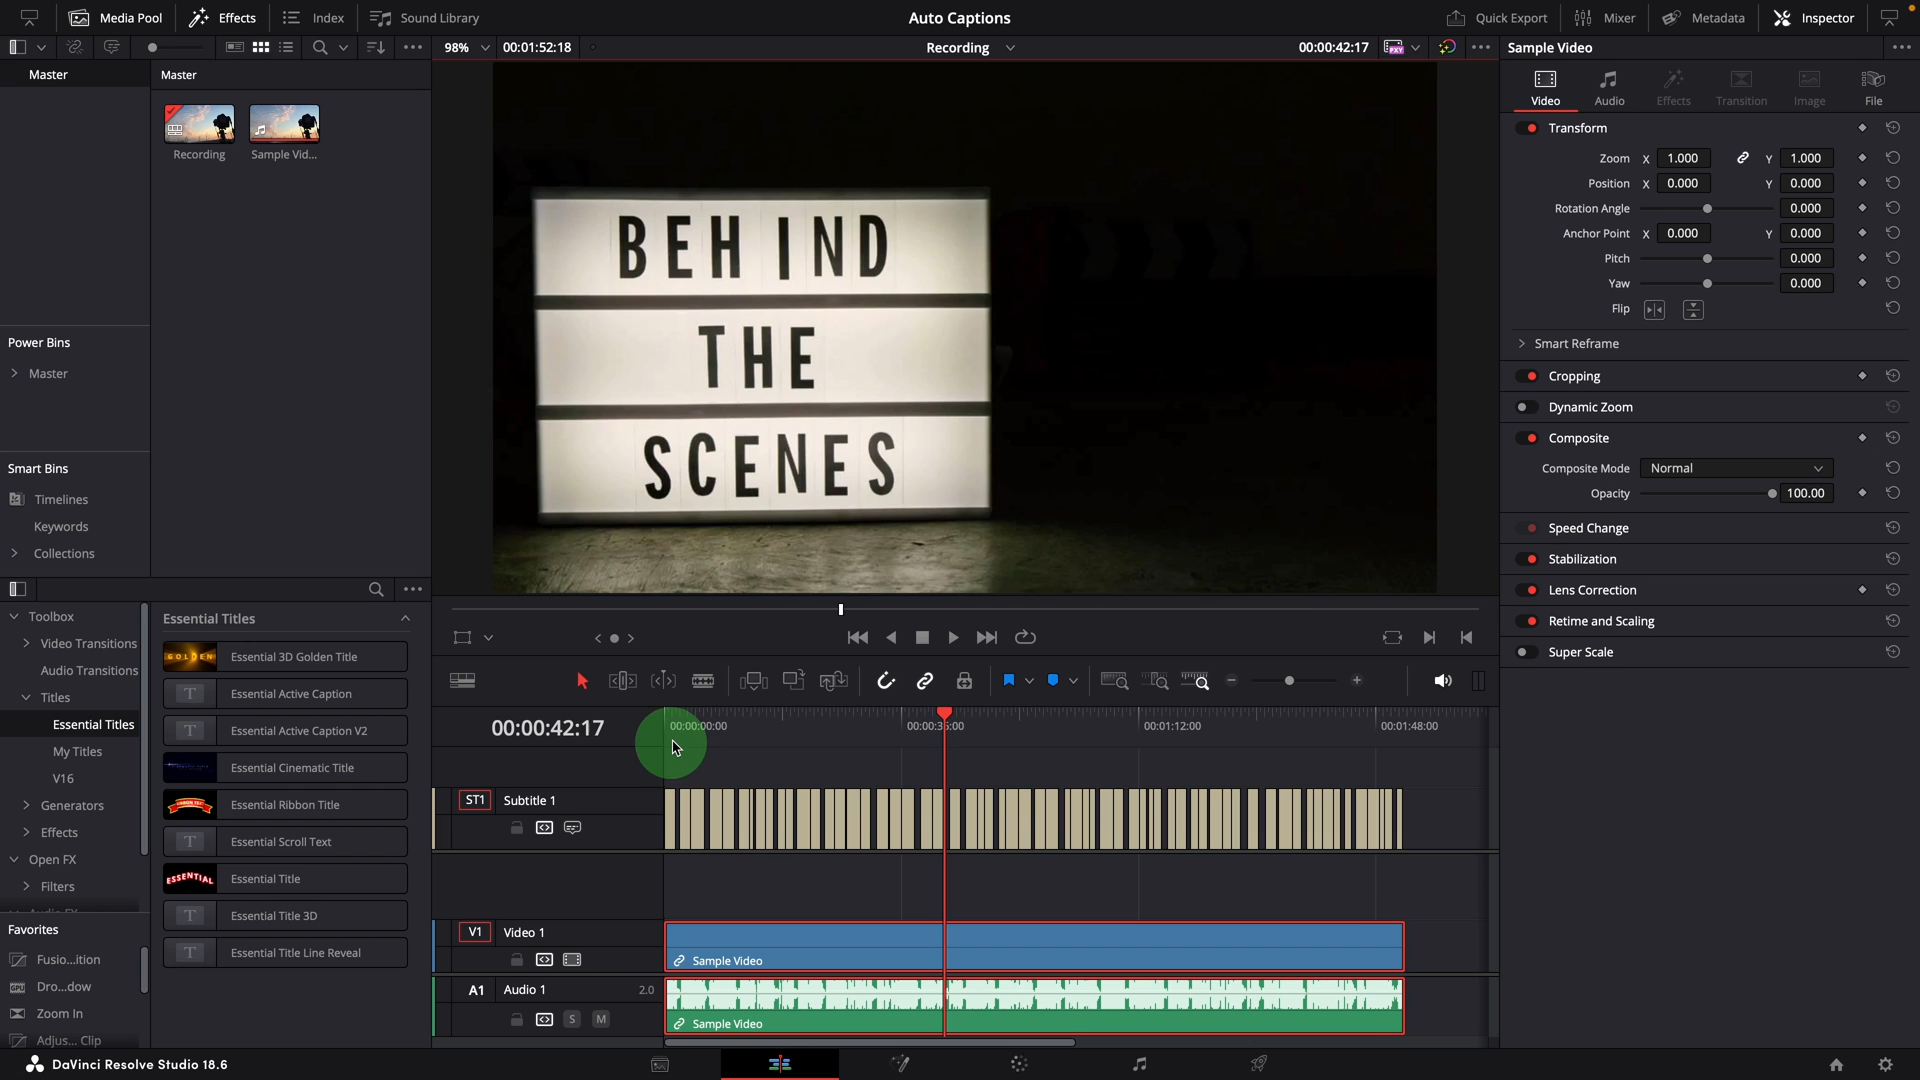 Media Pool
Effects
Index
Sound Library
Auto Captions
Quick Export
Mixer
Metadata
Inspector
98%
00:01:52:18
Recording
00:00:42:17
Sample Video
Master
Master
Recording
Sample Vid...
Power Bins
Master
Smart Bins
Timelines
Keywords
Collections
BEHIND
THE
SCENES
Video
Audio
Effects
Transition
Image
File
Transform
Zoom X 1.000 Y 1.000
Position X 0.000 Y 0.000
Rotation Angle 0.000
Anchor Point X 0.000 Y 0.000
Pitch 0.000
Yaw 0.000
Flip
Smart Reframe
Cropping
Dynamic Zoom
Composite
Composite Mode Normal
Opacity 100.00
Speed Change
Stabilization
Lens Correction
Retime and Scaling
Super Scale
Toolbox
Video Transitions
Audio Transitions
Titles
Essential Titles
My Titles
V16
Generators
Effects
Open FX
Filters
Favorites
Fusio...ition
Dro...dow
Zoom In
Adjus... Clip
Essential Titles
GOLDEN Essential 3D Golden Title
T Essential Active Caption
T Essential Active Caption V2
Essential Cinematic Title
Essential Ribbon Title
T Essential Scroll Text
ESSENTIAL Essential Title
T Essential Title 3D
T Essential Title Line Reveal
00:00:42:17
00:00:00:00
00:00:36:00
00:01:12:00
00:01:48:00
ST1 Subtitle 1
V1 Video 1
Sample Video
A1 Audio 1 2.0
S M
Sample Video
DaVinci Resolve Studio 18.6